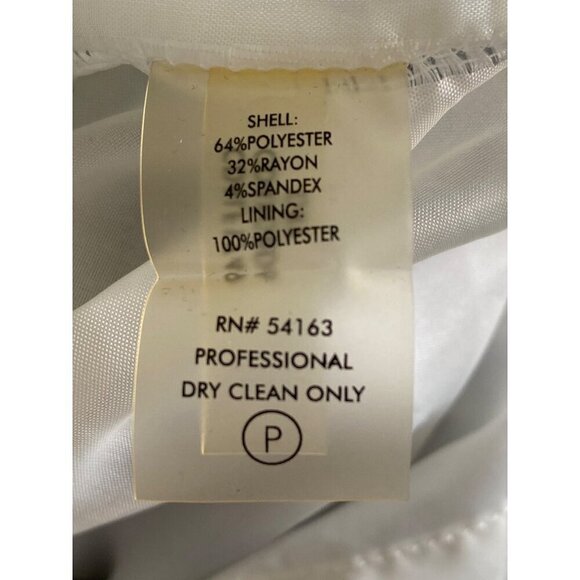 SHELL:
64%POLYESTER
32%RAYON
4%SPANDEX
LINING:
100%POLYESTER
RN# 54163
PROFESSIONAL
DRY CLEAN ONLY
P